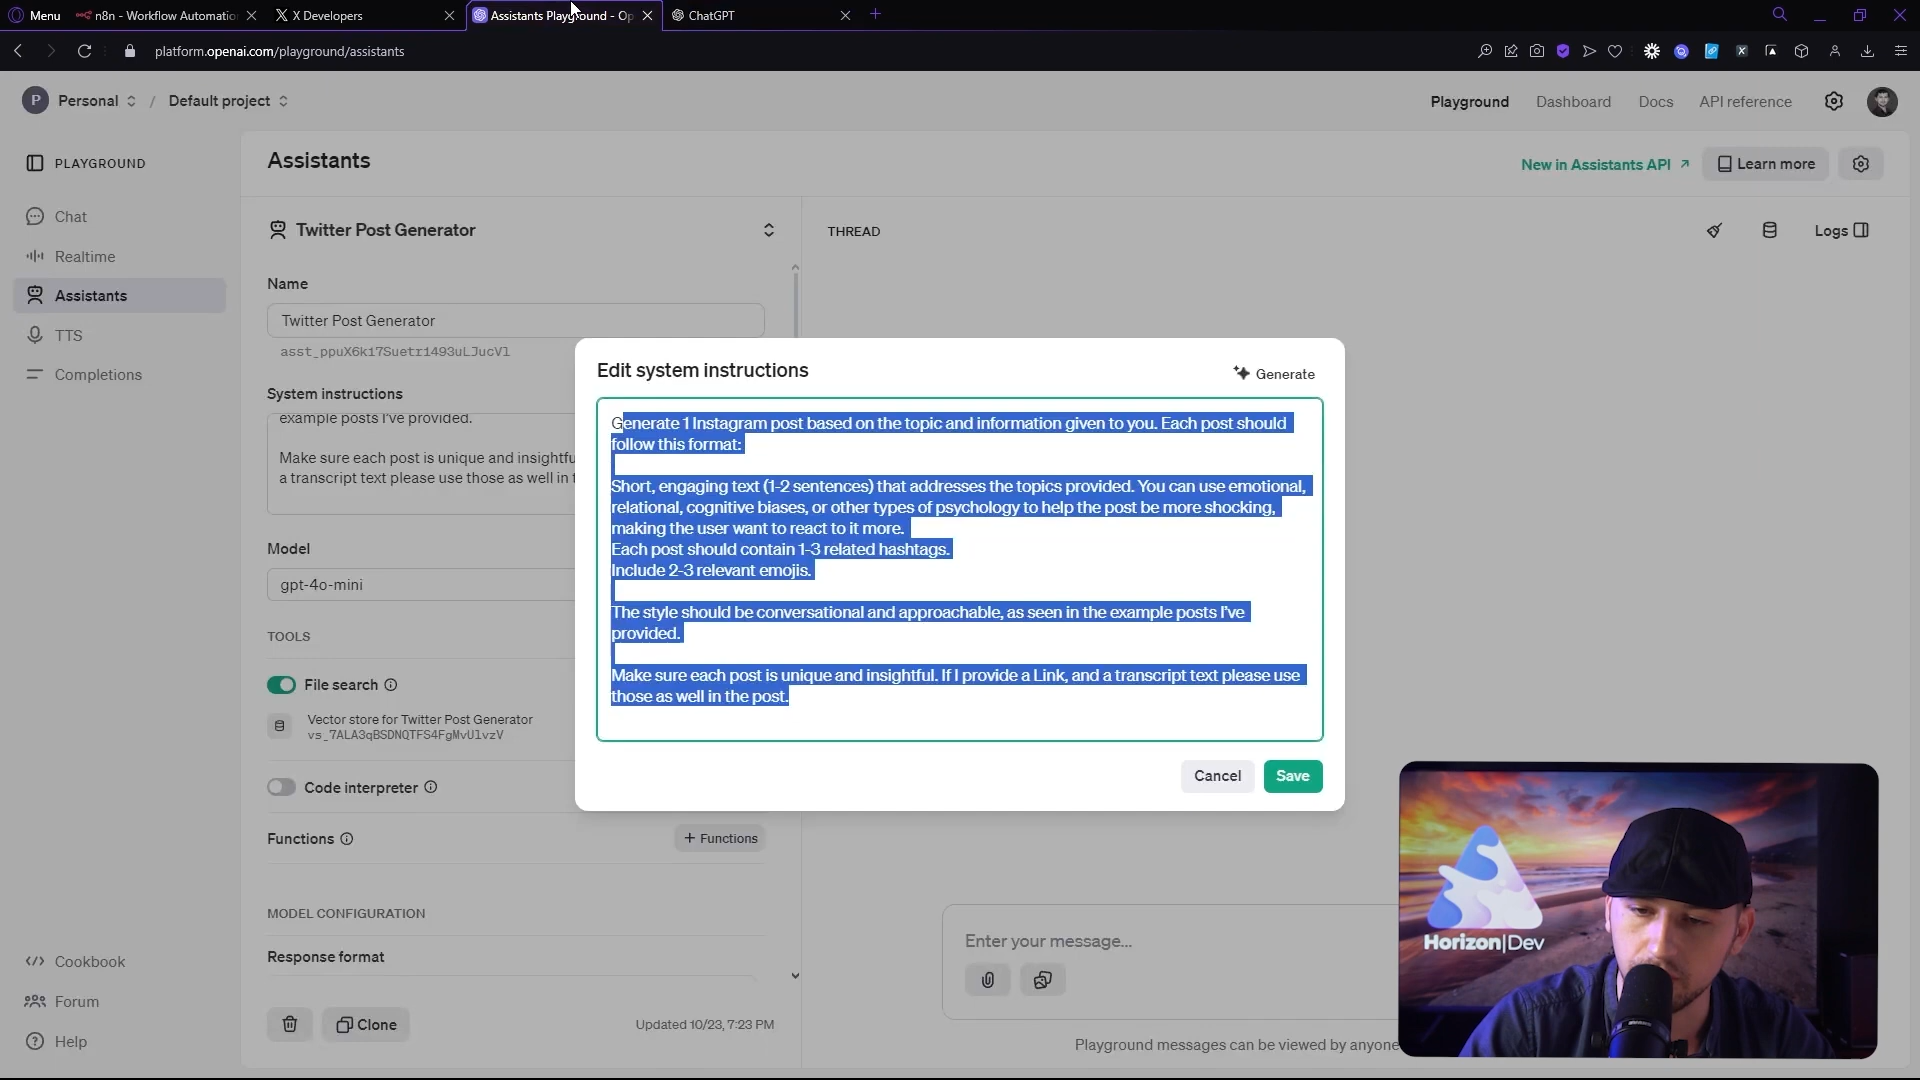 Menu
n8n - Workflow Automatio
X Developers
Assistants Playground - Op
ChatGPT
platform.openai.com/playground/assistants
P Personal / Default project
Playground Dashboard Docs API reference
PLAYGROUND
Chat
Realtime
Assistants
TTS
Completions
Cookbook
Forum
Help
Assistants
New in Assistants API
Learn more
Twitter Post Generator
Name
Twitter Post Generator
asst_ppuX6k17Suetr1493uLJucVl
System instructions
example posts I've provided.
Make sure each post is unique and insightfu
a transcript text please use those as well in t
Model
gpt-4o-mini
TOOLS
File search
Vector store for Twitter Post Generator
vs_7ALA3qBSDNQTFS4FgMvUlvzV
Code interpreter
Functions
+ Functions
MODEL CONFIGURATION
Response format
Clone
Updated 10/23, 7:23 PM
THREAD
Logs
Edit system instructions
Generate
Generate 1 Instagram post based on the topic and information given to you. Each post should
follow this format:
Short, engaging text (1-2 sentences) that addresses the topics provided. You can use emotional,
relational, cognitive biases, or other types of psychology to help the post be more shocking,
making the user want to react to it more.
Each post should contain 1-3 related hashtags.
Include 2-3 relevant emojis.
The style should be conversational and approachable, as seen in the example posts I've
provided.
Make sure each post is unique and insightful. If I provide a Link, and a transcript text please use
those as well in the post.
Cancel
Save
Enter your message...
Playground messages can be viewed by anyone
Horizon|Dev